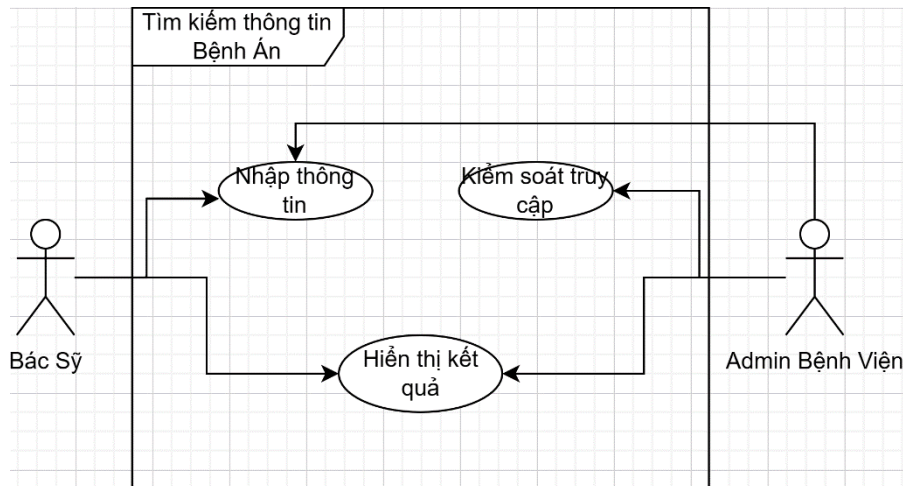 Tìm kiếm thông tin
Bệnh Án
Nhập thông
tin
Kiểm soát truy
cập
Bác Sỹ
Admin Bệnh Viện
Hiển thị kết
quả